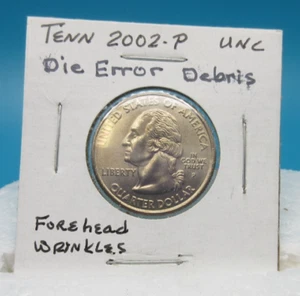 TENN 2002-P UNC
Die Error Debris
UNITED STATES OF AMERICA
LIBERTY
IN
GOD WE
TRUST
P
QUARTER DOLLAR
Forehead
WRINKLES